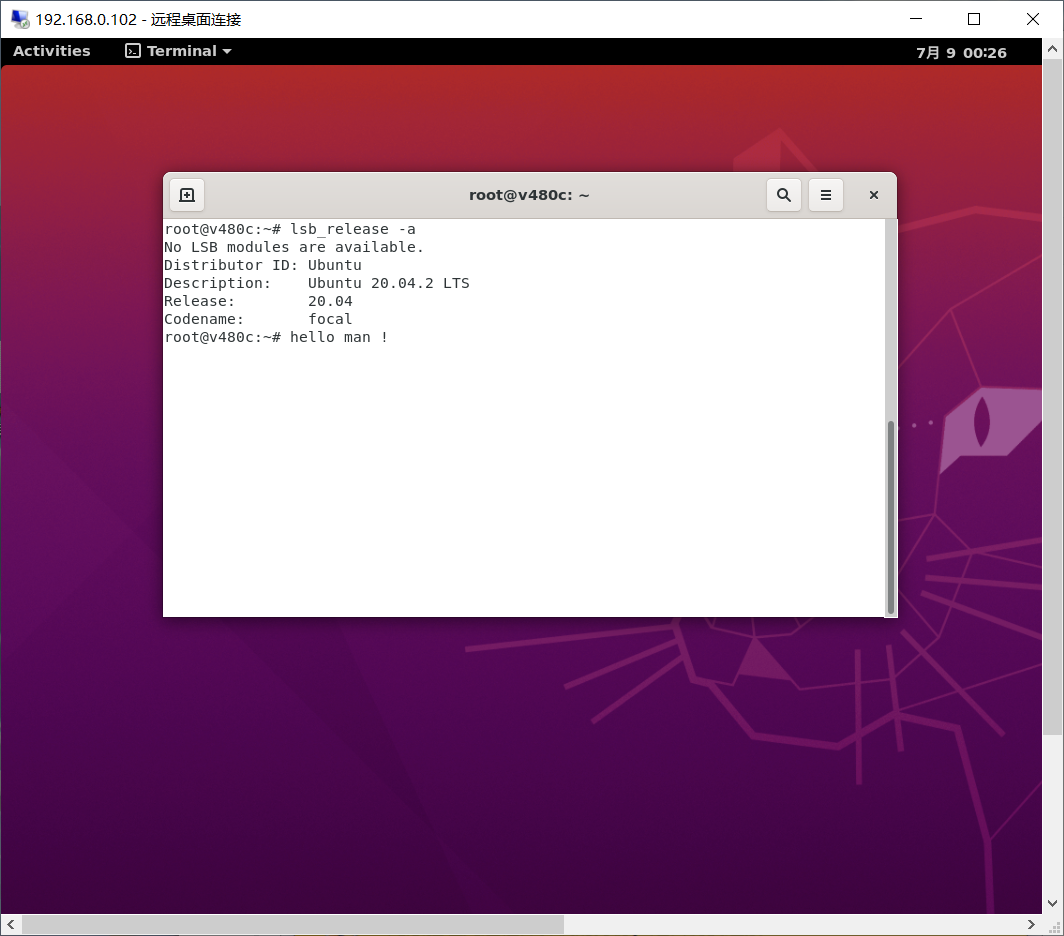 192.168.0.102 - 远程桌面连接
Activities Terminal 7月 9 00:26
root@v480c: ~
root@v480c:~# lsb_release -a
No LSB modules are available.
Distributor ID: Ubuntu
Description:    Ubuntu 20.04.2 LTS
Release:        20.04
Codename:       focal
root@v480c:~# hello man !